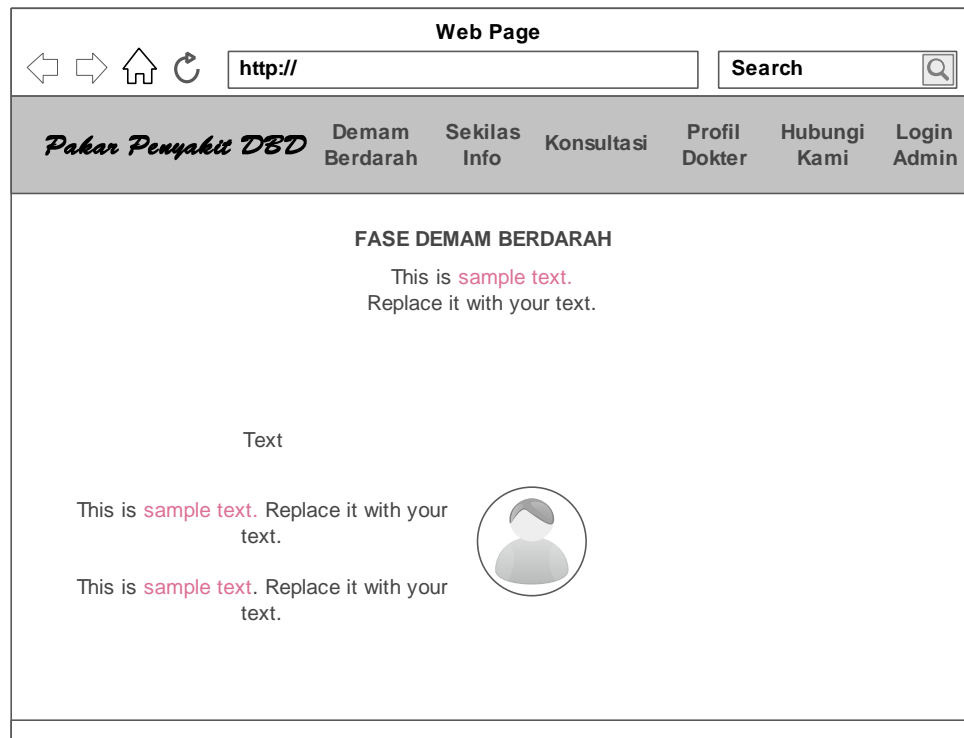 Web Page
http://
Search
Pakar Penyakit DBD
Demam
Berdarah
Sekilas
Info
Konsultasi
Profil
Dokter
Hubungi
Kami
Login
Admin
FASE DEMAM BERDARAH
This is sample text.
Replace it with your text.
Text
This is sample text. Replace it with your
text.
This is sample text. Replace it with your
text.